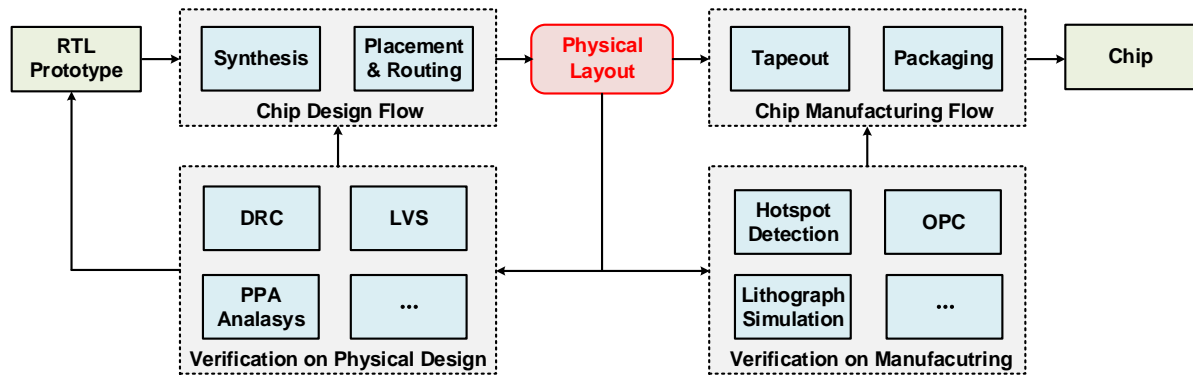 RTL
Prototype
Synthesis
Placement
& Routing
Chip Design Flow
Physical
Layout
Tapeout
Packaging
Chip Manufacturing Flow
Chip
DRC
LVS
PPA
Analasys
...
Verification on Physical Design
Hotspot
Detection
OPC
Lithograph
Simulation
...
Verification on Manufacutring